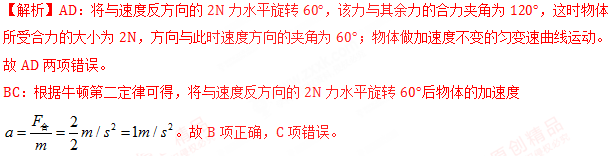 【解析】AD：将与速度反方向的 2N 力水平旋转 60°，该力与其余力的合力夹角为 120°，这时物体
所受合力的大小为 2N，方向与此时速度方向的夹角为 60°；物体做加速度不变的匀变速曲线运动。
故 AD 两项错误。
BC：根据牛顿第二定律可得，将与速度反方向的 2N 力水平旋转 60°后物体的加速度
a = F合/m = 2/2 m/s² = 1m/s²。故 B 项正确，C 项错误。